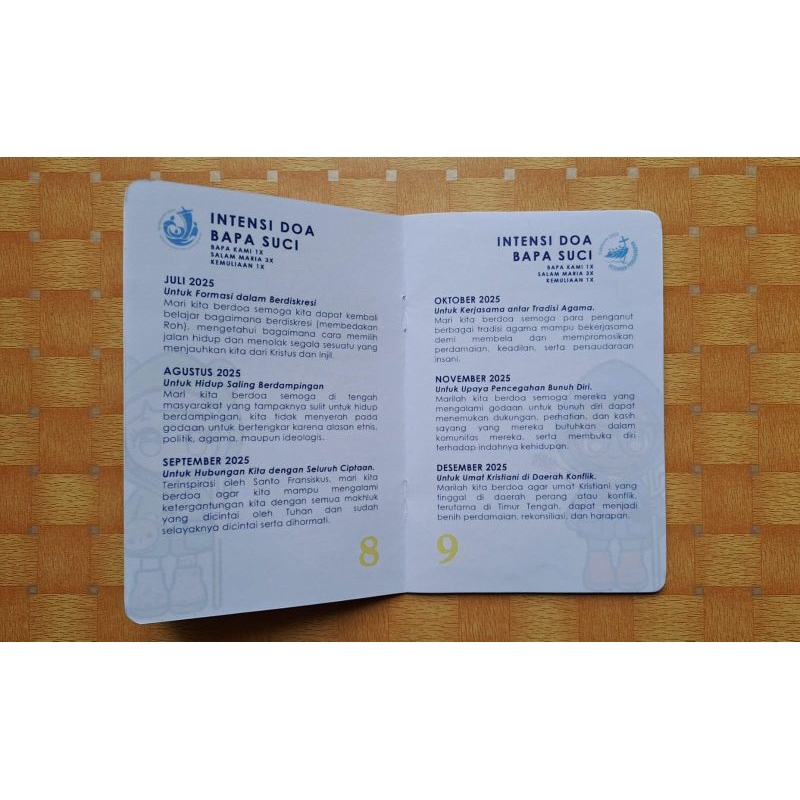 INTENSI DOA
BAPA SUCI
BAPA KAMI 1X
SALAM MARIA 3X
KEMULIAAN 1X
JULI 2025
Untuk Formasi dalam Berdiskresi
Mari kita berdoa semoga kita dapat kembali
belajar bagaimana berdiskresi (membedakan
Roh), mengetahui bagaimana cara memilih
jalan hidup dan menolak segala sesuatu yang
menjauhkan kita dari Kristus dan injil.
AGUSTUS 2025
Untuk Hidup Saling Berdampingan
Mari kita berdoa semoga di tengah
masyarakat yang tampaknya sulit untuk hidup
berdampingan, kita tidak menyerah pada
godaan untuk bertengkar karena alasan etnis,
politik, agama, maupun ideologis.
SEPTEMBER 2025
Untuk Hubungan Kita dengan Seluruh Ciptaan.
Terinspirasi oleh Santo Fransiskus, mari kita
berdoa agar kita mampu mengalami
ketergantungan kita dengan semua makhluk
yang dicintai oleh Tuhan dan sudah
selayaknya dicintai serta dihormati.
8
INTENSI DOA
BAPA SUCI
BAPA KAMI 1X
SALAM MARIA 3X
KEMULIAAN 1X
OKTOBER 2025
Untuk Kerjasama antar Tradisi Agama.
Mari kita berdoa semoga para penganut
berbagai tradisi agama mampu bekerjasama
demi membela dan mempromosikan
perdamaian, keadilan, serta persaudaraan
insani.
NOVEMBER 2025
Untuk Upaya Pencegahan Bunuh Diri.
Marilah kita berdoa semoga mereka yang
mengalami godaan untuk bunuh diri dapat
menemukan dukungan, perhatian, dan kasih
sayang yang mereka butuhkan dalam
komunitas mereka, serta membuka diri
terhadap indahnya kehidupan.
DESEMBER 2025
Untuk Umat Kristiani di Daerah Konflik.
Marilah kita berdoa agar umat Kristiani yang
tinggal di daerah perang atau konflik,
terutama di Timur Tengah, dapat menjadi
benih perdamaian, rekonsiliasi, dan harapan.
9